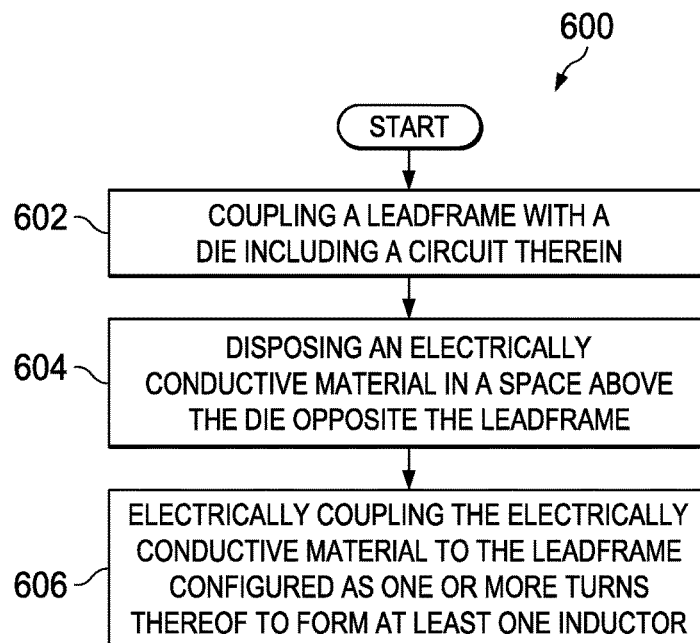 600
START
602
COUPLING A LEADFRAME WITH A
DIE INCLUDING A CIRCUIT THEREIN
604
DISPOSING AN ELECTRICALLY
CONDUCTIVE MATERIAL IN A SPACE ABOVE
THE DIE OPPOSITE THE LEADFRAME
606
ELECTRICALLY COUPLING THE ELECTRICALLY
CONDUCTIVE MATERIAL TO THE LEADFRAME
CONFIGURED AS ONE OR MORE TURNS
THEREOF TO FORM AT LEAST ONE INDUCTOR